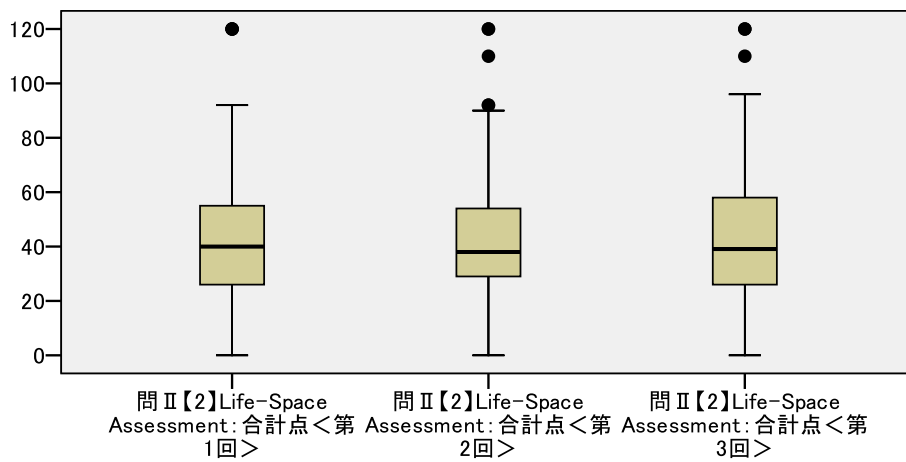 120
100
80
60
40
20
0
問Ⅱ【2】Life-Space
Assessment:合計点<第
1回>
問Ⅱ【2】Life-Space
Assessment:合計点<第
2回>
問Ⅱ【2】Life-Space
Assessment:合計点<第
3回>